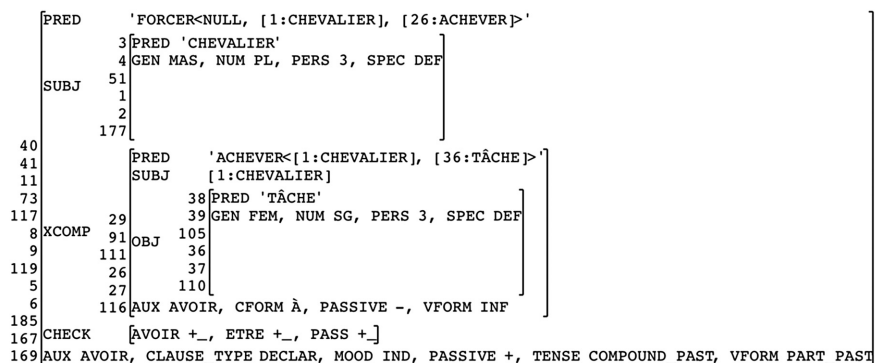 PRED 'FORCER<NULL, [1:CHEVALIER], [26:ACHEVER]>'
3 PRED 'CHEVALIER'
4 GEN MAS, NUM PL, PERS 3, SPEC DEF
51
SUBJ
1
2
177
40
41 PRED 'ACHEVER<[1:CHEVALIER], [36:TÂCHE]>'
11 SUBJ [1:CHEVALIER]
73 38 PRED 'TÂCHE'
117 29 39 GEN FEM, NUM SG, PERS 3, SPEC DEF
8 XCOMP 91 OBJ 105
9 111 36
119 26 37
5 27 110
6 116 AUX AVOIR, CFORM À, PASSIVE -, VFORM INF
185
167 CHECK [AVOIR +_, ETRE +_, PASS +_]
169 AUX AVOIR, CLAUSE TYPE DECLAR, MOOD IND, PASSIVE +, TENSE COMPOUND PAST, VFORM PART PAST